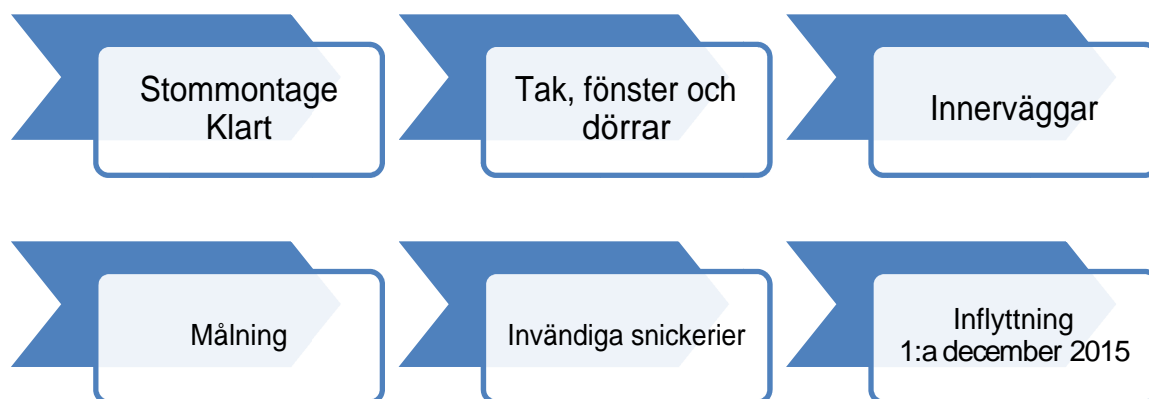 Stommontage
Klart
Tak, fönster och
dörrar
Innerväggar
Målning
Invändiga snickerier
Inflyttning
1:a december 2015